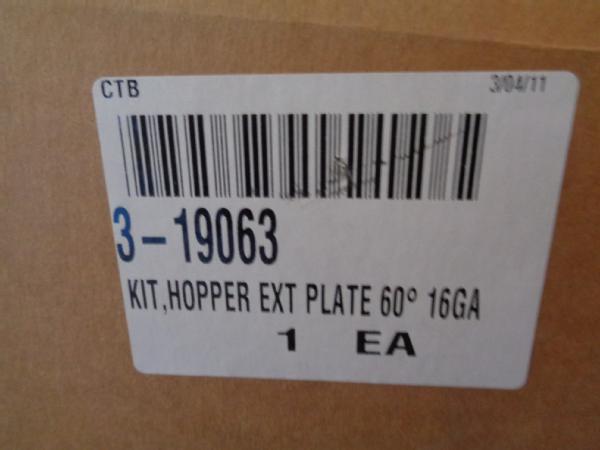 CTB 3/04/11
3-19063
KIT,HOPPER EXT PLATE 60° 16GA
1 EA